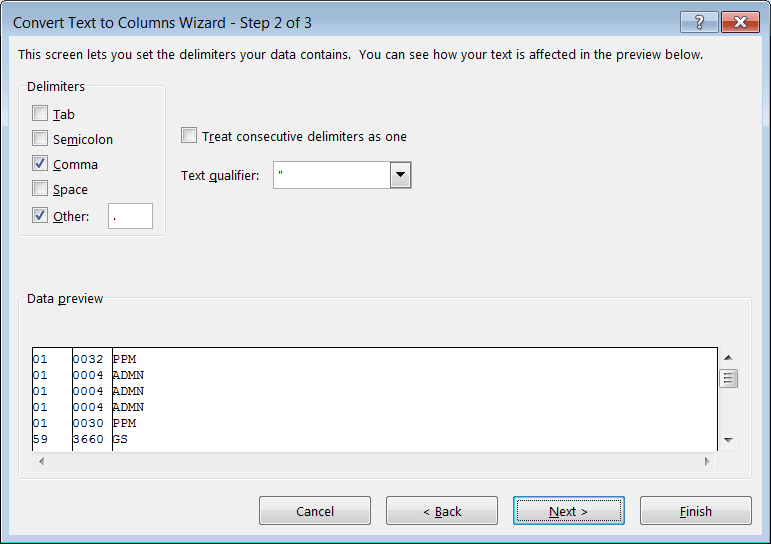 Convert Text to Columns Wizard - Step 2 of 3
?
This screen lets you set the delimiters your data contains.  You can see how your text is affected in the preview below.
Delimiters
Tab
Semicolon
Comma
Space
Other: .
Treat consecutive delimiters as one
Text qualifier: "
Data preview
01 0032 PPM
01 0004 ADMN
01 0004 ADMN
01 0004 ADMN
01 0030 PPM
59 3660 GS
Cancel < Back Next > Finish